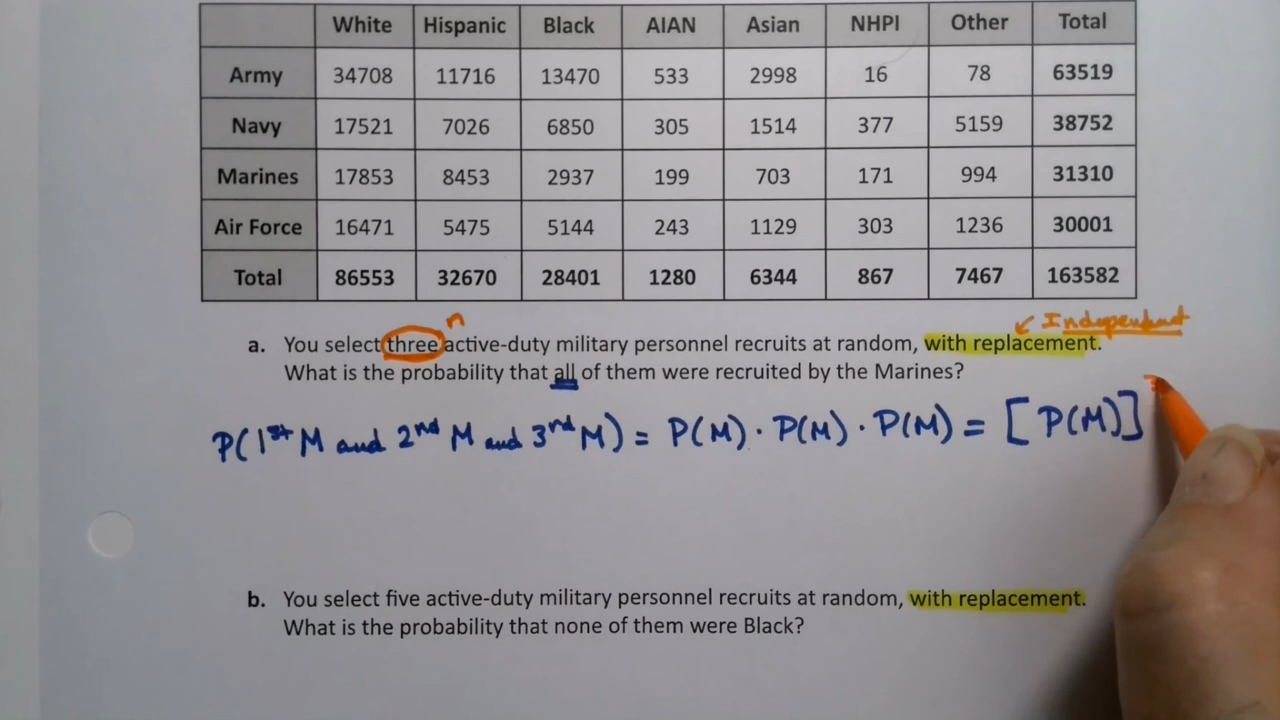 White Hispanic Black AIAN Asian NHPI Other Total
Army 34708 11716 13470 533 2998 16 78 63519
Navy 17521 7026 6850 305 1514 377 5159 38752
Marines 17853 8453 2937 199 703 171 994 31310
Air Force 16471 5475 5144 243 1129 303 1236 30001
Total 86553 32670 28401 1280 6344 867 7467 163582
n ↙ Independent
a. You select three active-duty military personnel recruits at random, with replacement.
What is the probability that all of them were recruited by the Marines?
P(1st M and 2nd M and 3rd M) = P(M) · P(M) · P(M) = [P(M)]
b. You select five active-duty military personnel recruits at random, with replacement.
What is the probability that none of them were Black?